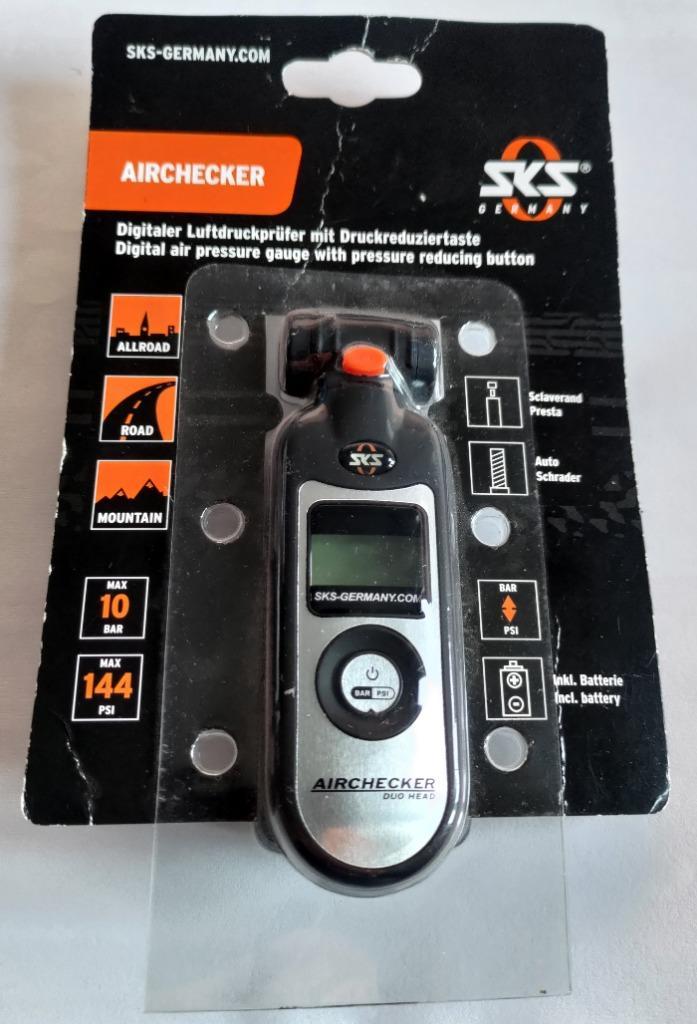 SKS-GERMANY.COM
AIRCHECKER
SKS®
GERMANY
Digitaler Luftdruckprüfer mit Druckreduziertaste
Digital air pressure gauge with pressure reducing button
ALLROAD
ROAD
MOUNTAIN
MAX
10
BAR
MAX
144
PSI
Sclaverand
Presta
Auto
Schrader
BAR
PSI
Inkl. Batterie
Incl. battery
SKS
SKS-GERMANY.COM
BAR PSI
AIRCHECKER
DUO HEAD